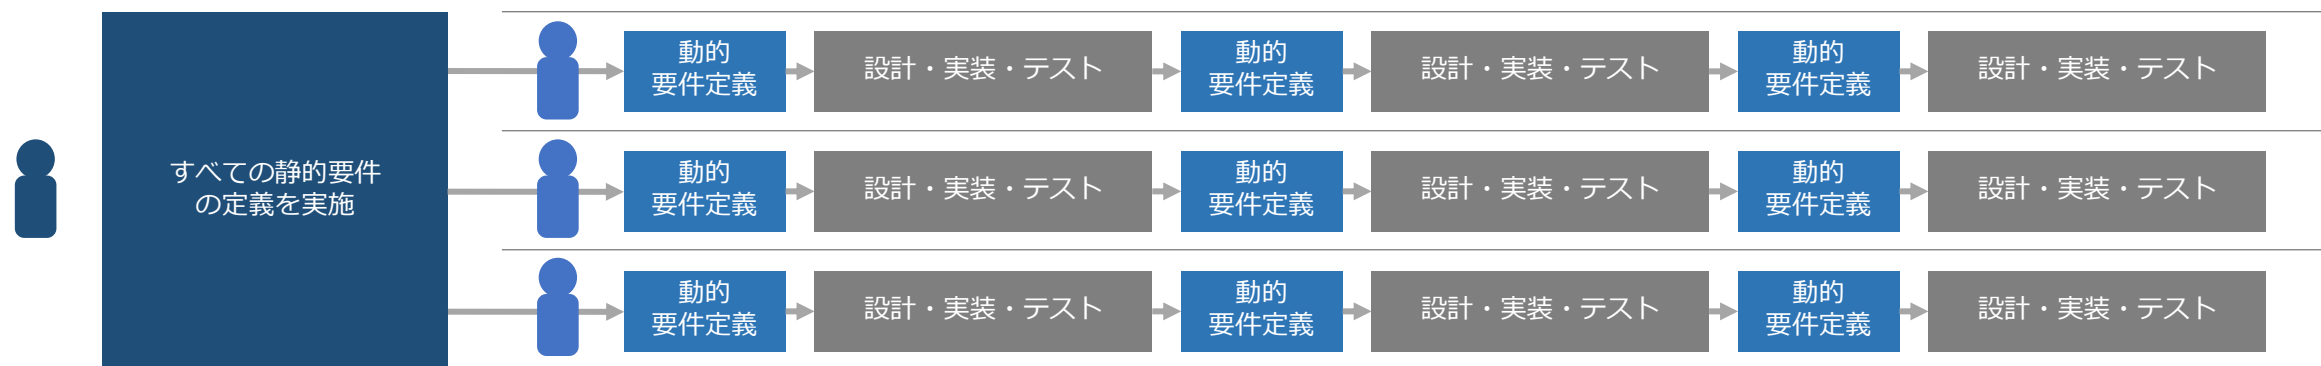 すべての静的要件
の定義を実施
動的
要件定義
設計・実装・テスト
動的
要件定義
設計・実装・テスト
動的
要件定義
設計・実装・テスト
動的
要件定義
設計・実装・テスト
動的
要件定義
設計・実装・テスト
動的
要件定義
設計・実装・テスト
動的
要件定義
設計・実装・テスト
動的
要件定義
設計・実装・テスト
動的
要件定義
設計・実装・テスト